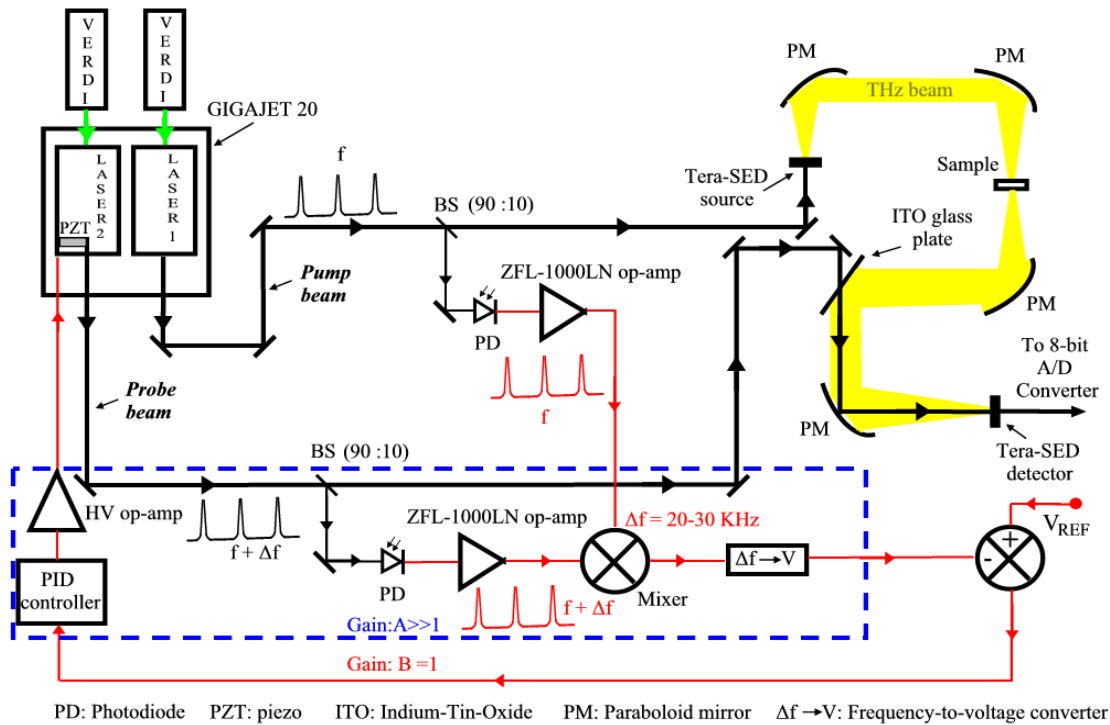 VERDI
VERDI
GIGAJET 20
LASER 2
LASER 1
PZT
f
BS (90 :10)
Pump
beam
ZFL-1000LN op-amp
PD
f
PM
PM
THz beam
Tera-SED
source
Sample
ITO glass
plate
PM
To 8-bit
A/D
Converter
PM
Tera-SED
detector
Probe
beam
BS (90 :10)
HV op-amp
f + Δf
ZFL-1000LN op-amp
Δf = 20-30 KHz
PD
f + Δf
Mixer
Δf →V
+
-
VREF
PID
controller
Gain:A>>1
Gain: B =1
PD: Photodiode PZT: piezo ITO: Indium-Tin-Oxide PM: Paraboloid mirror Δf →V: Frequency-to-voltage converter